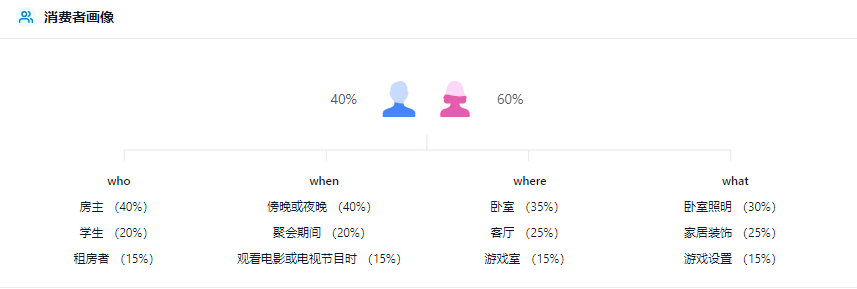 消费者画像
40% 60%
who when where what
房主 （40%） 傍晚或夜晚 （40%） 卧室 （35%） 卧室照明 （30%）
学生 （20%） 聚会期间 （20%） 客厅 （25%） 家居装饰 （25%）
租房者 （15%） 观看电影或电视节目时 （15%） 游戏室 （15%） 游戏设置 （15%）